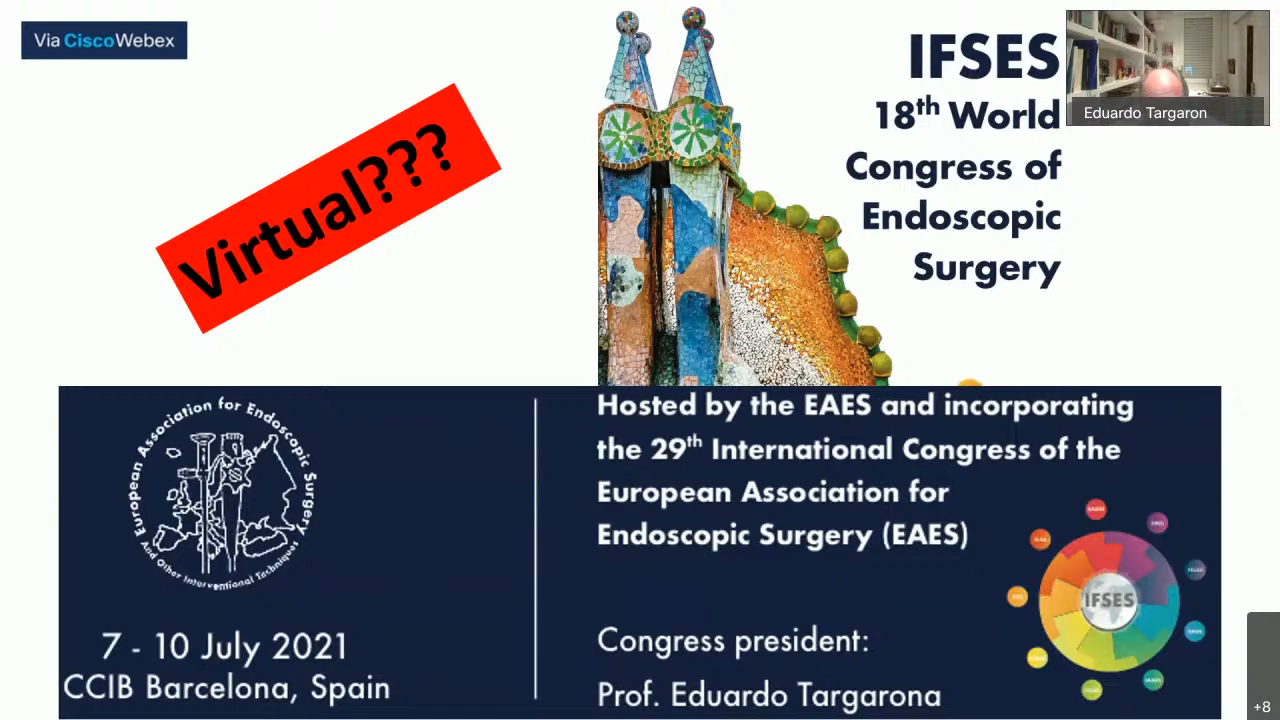 Via CiscoWebex
Virtual???
IFSES
18th World
Congress of
Endoscopic
Surgery
Eduardo Targaron
European Association for Endoscopic Surgery
And Other Interventional Techniques
7 - 10 July 2021
CCIB Barcelona, Spain
Hosted by the EAES and incorporating
the 29th International Congress of the
European Association for
Endoscopic Surgery (EAES)
Congress president:
Prof. Eduardo Targarona
IFSES
+8